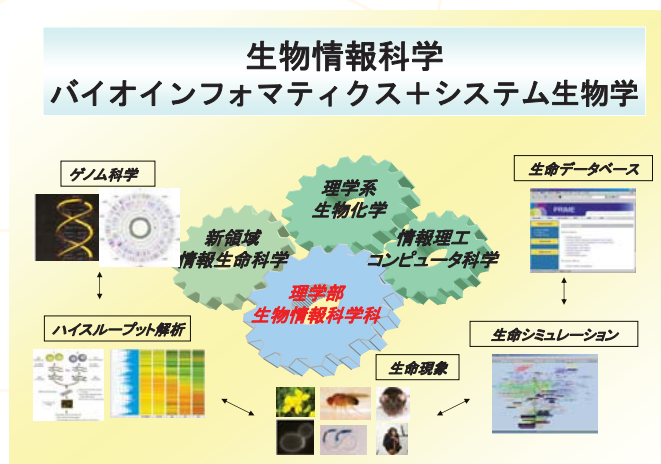 生物情報科学
バイオインフォマティクス＋システム生物学
ゲノム科学
理学系
生物化学
生命データベース
新領域
情報生命科学
情報理工
コンピュータ科学
PRIME
理学部
生物情報科学科
ハイスループット解析
生命シミュレーション
生命現象